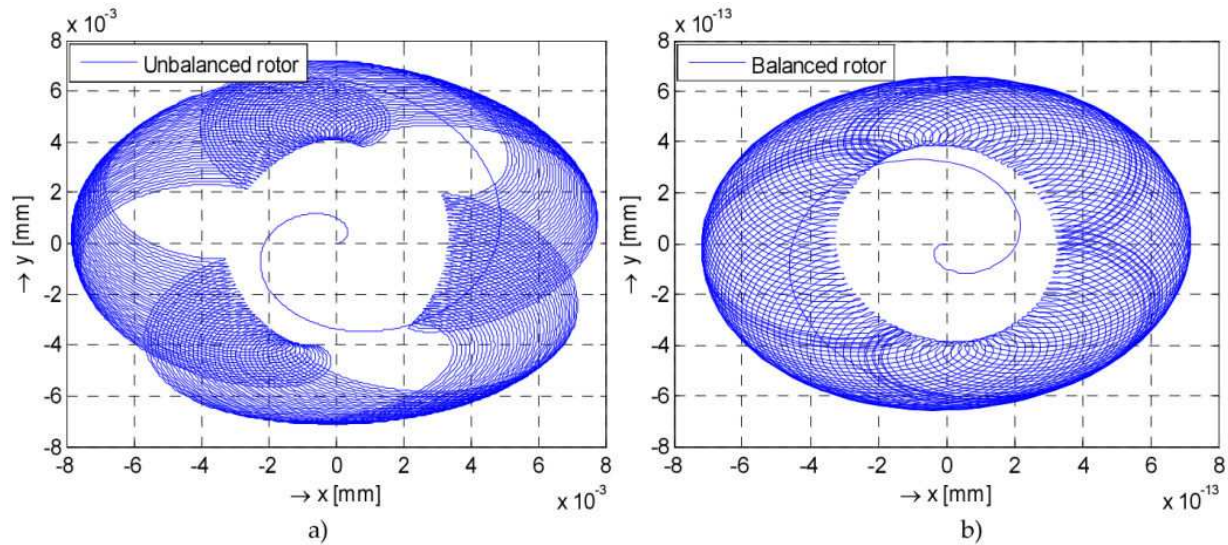 x 10⁻³
8
Unbalanced rotor
6
4
2
0
-2
-4
-6
-8
→ y [mm]
-8 -6 -4 -2 0 2 4 6 8
→ x [mm]
x 10⁻³
a)
x 10⁻¹³
8
Balanced rotor
6
4
2
0
-2
-4
-6
-8
→ y [mm]
-8 -6 -4 -2 0 2 4 6 8
→ x [mm]
x 10⁻¹³
b)